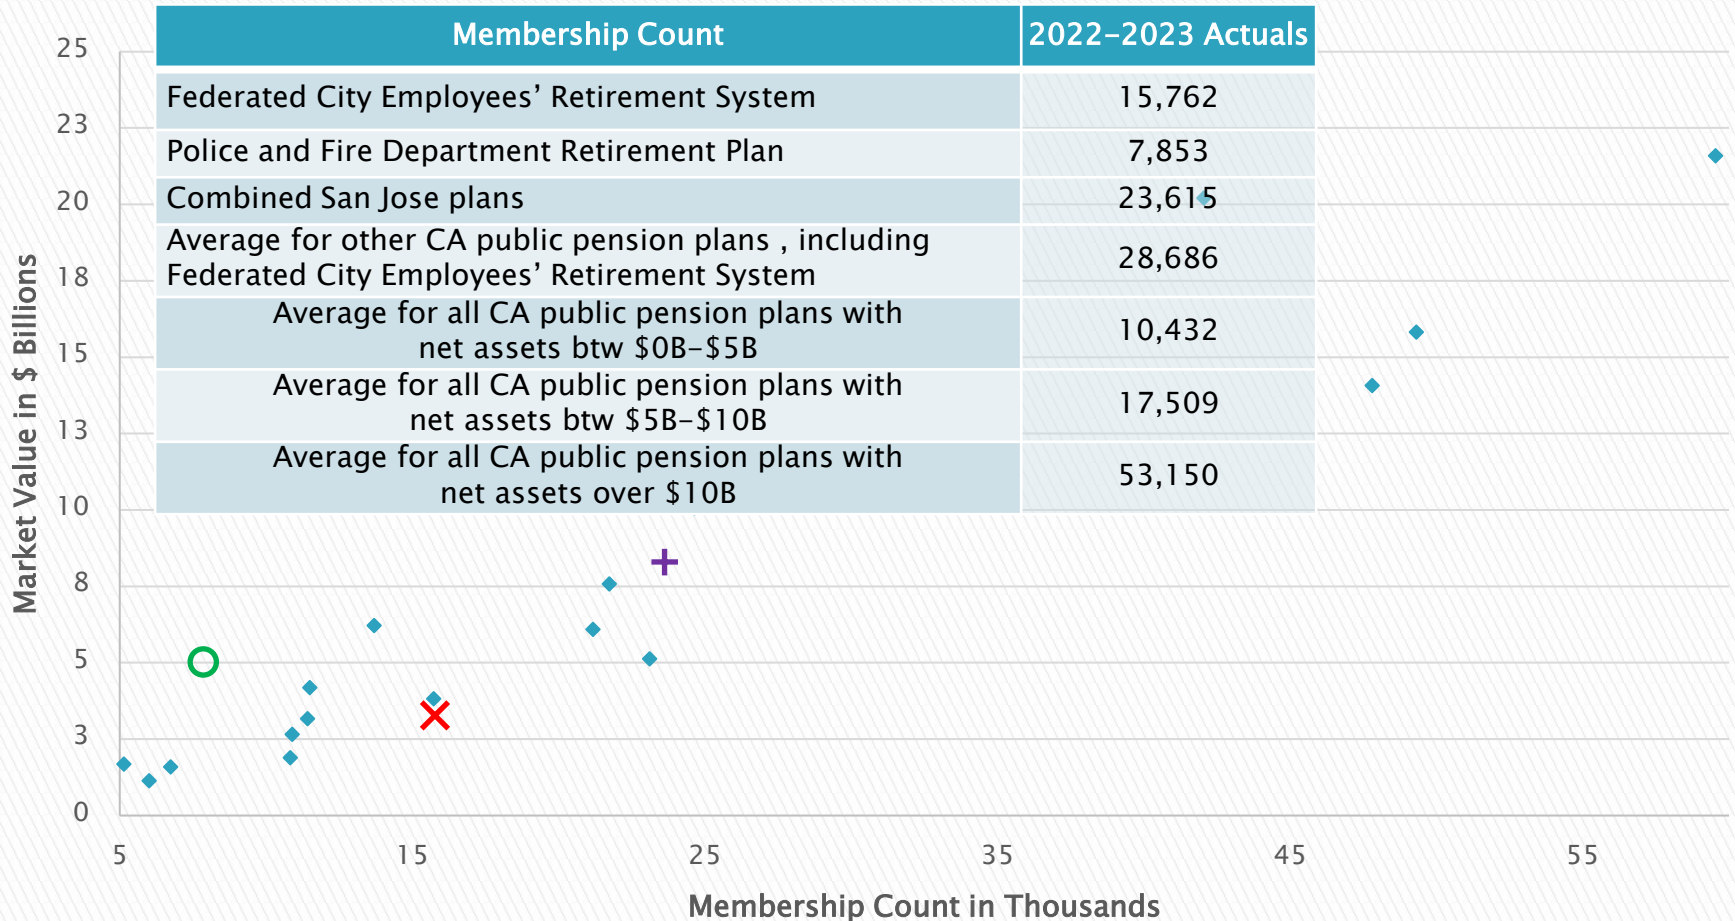 Membership Count 2022-2023 Actuals
Federated City Employees' Retirement System 15,762
Police and Fire Department Retirement Plan 7,853
Combined San Jose plans 23,615
Average for other CA public pension plans , including
Federated City Employees' Retirement System 28,686
Average for all CA public pension plans with
net assets btw $0B-$5B 10,432
Average for all CA public pension plans with
net assets btw $5B-$10B 17,509
Average for all CA public pension plans with
net assets over $10B 53,150
Market Value in $ Billions
25
23
20
18
15
13
10
8
5
3
0
5 15 25 35 45 55
Membership Count in Thousands